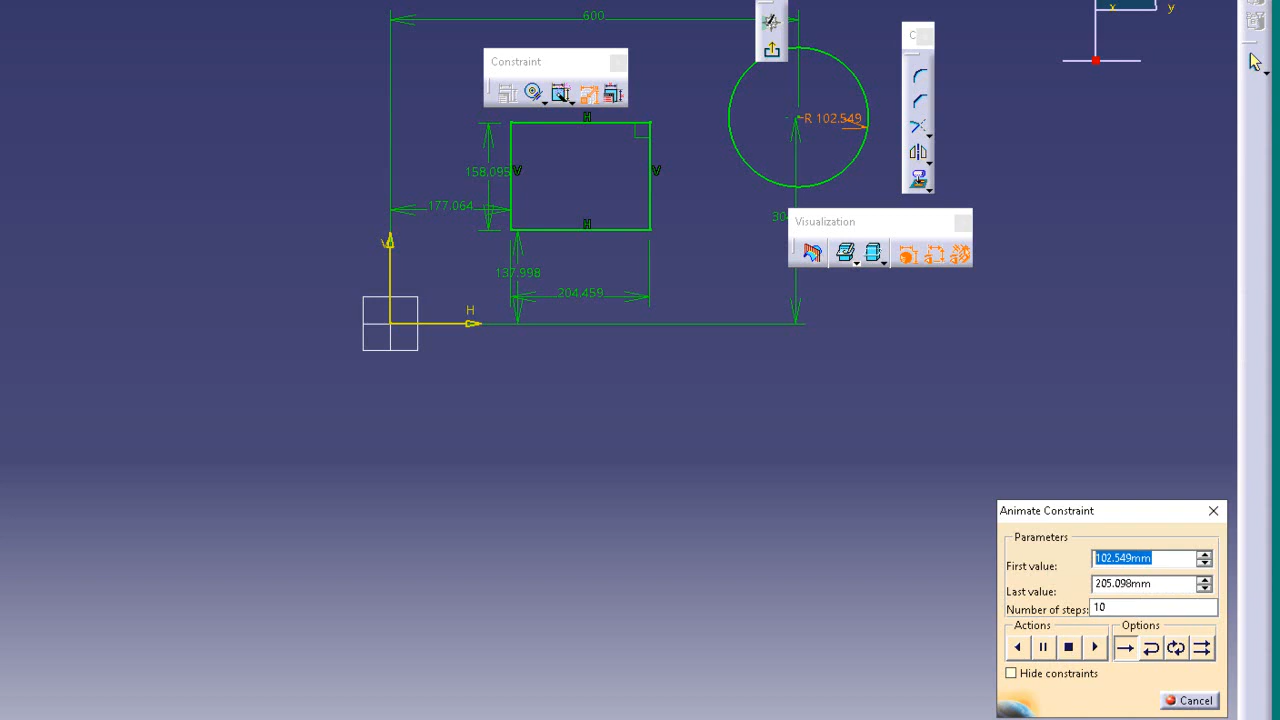 600
x
y
C
Constraint
H
R 102.549
158.095
V
V
177.064
H
30
Visualization
V
137.998
204.459
H
Animate Constraint
Parameters
First value:
102.549mm
Last value:
205.098mm
Number of steps:
10
Actions
Options
Hide constraints
Cancel